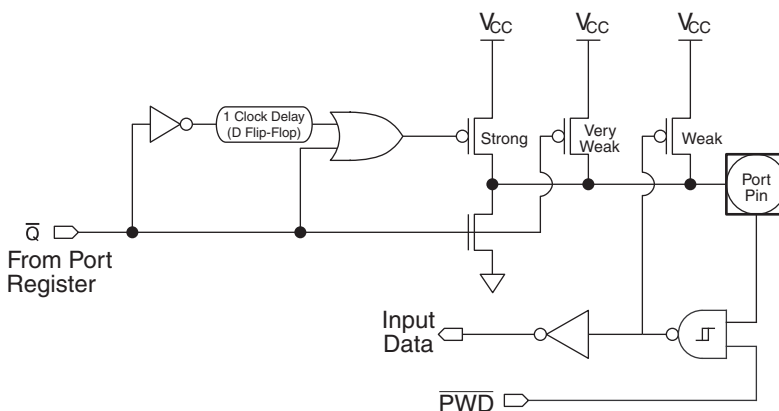 VCC VCC VCC
1 Clock Delay
(D Flip-Flop)
Strong
Very
Weak
Weak
Port
Pin
Q̅
From Port
Register
Input
Data
P̅W̅D̅